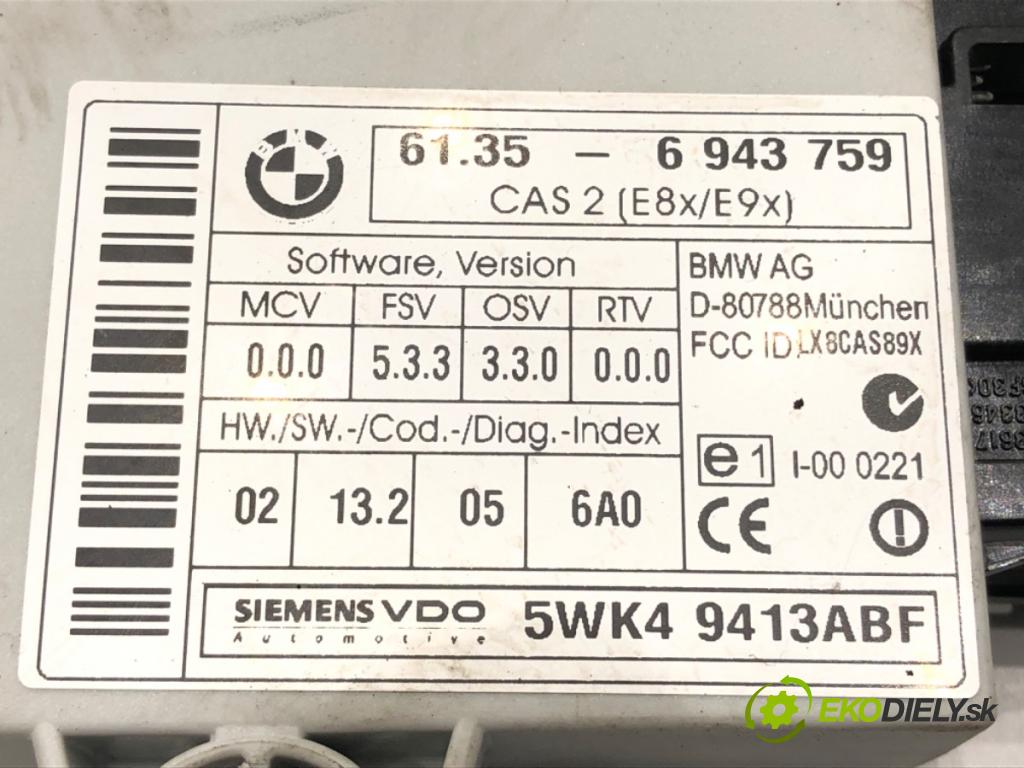 BMW
61.35 – 6 943 759
CAS 2 (E8x/E9x)
Software, Version
MCV FSV OSV RTV
0.0.0 5.3.3 3.3.0 0.0.0
HW./SW.-/Cod.-/Diag.-Index
02 13.2 05 6A0
BMW AG
D-80788München
FCC ID.LX8CAS89X
e1 I-00 0221
CE
SIEMENS VDO
Automotive
5WK4 9413ABF
EKODIELY.sk